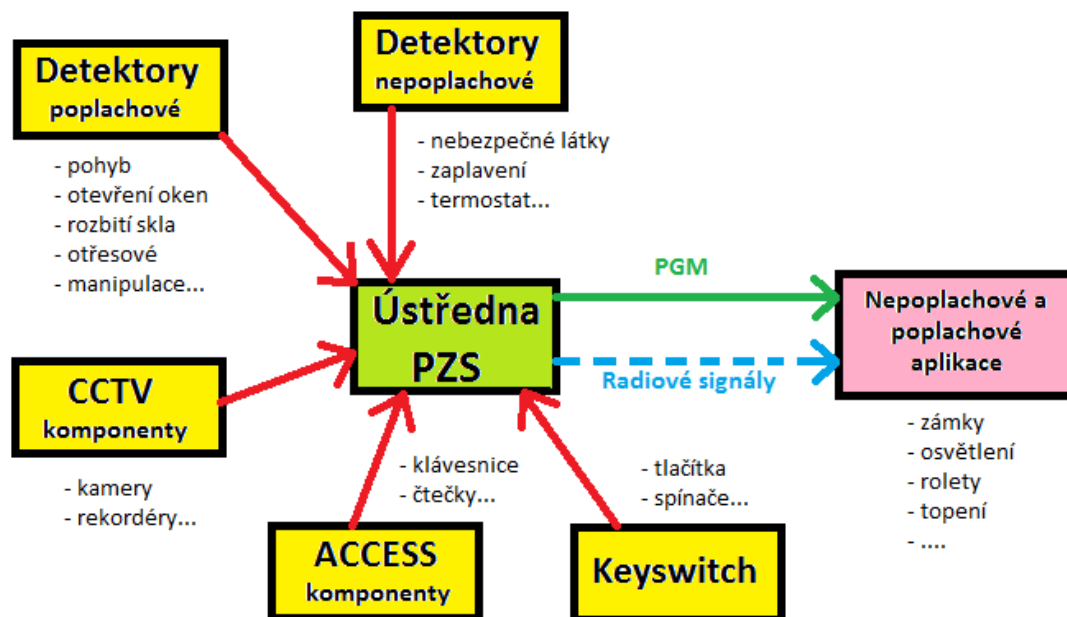 Detektory
poplachové
- pohyb
- otevření oken
- rozbití skla
- otřesové
- manipulace...
Detektory
nepoplachové
- nebezpečné látky
- zaplavení
- termostat...
Ústředna
PZS
PGM
Radiové signály
Nepoplachové a
poplachové
aplikace
- zámky
- osvětlení
- rolety
- topení
- ....
CCTV
komponenty
- kamery
- rekordéry...
- klávesnice
- čtečky...
ACCESS
komponenty
- tlačítka
- spínače...
Keyswitch